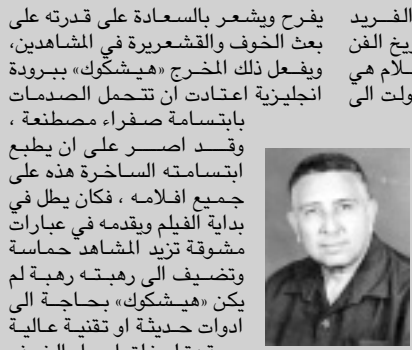 يفرح ويشعر بالسعادة على قدرته على
بعث الخوف والقشعريرة في المشاهدين،
ويفعل ذلك المخرج «هيشكوك» ببرودة
انجليزية اعتادت ان تتحمل الصدمات
بابتسامة صفراء مصطنعة ،
وقد اصر على ان يطبع
ابتسامته الساخرة هذه على
جميع افلامه ، فكان يطل في
بداية الفيلم ويقدمه في عبارات
مشوقة تزيد المشاهد حماسة
وتضيف الى رهبته رهبة لم
يكن «هيشكوك» بحاجة الى
ادوات حديثة او تقنية عالية
الفريد
يخ الفن
لام هي
ولت الى